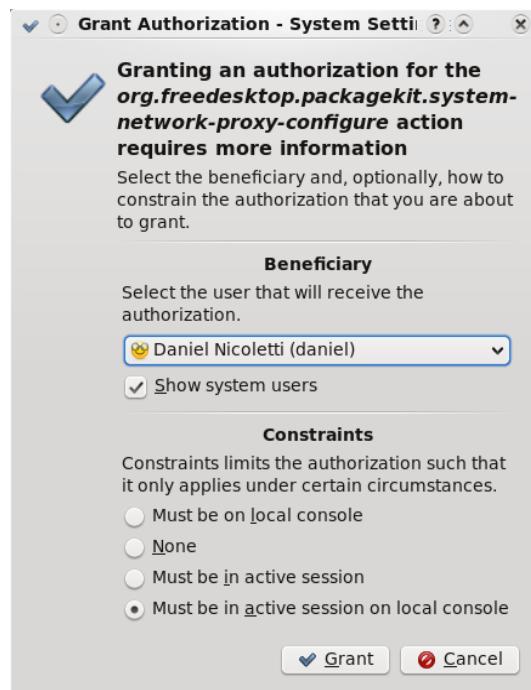 Grant Authorization - System Setti
Granting an authorization for the
org.freedesktop.packagekit.system-
network-proxy-configure action
requires more information
Select the beneficiary and, optionally, how to
constrain the authorization that you are about
to grant.
Beneficiary
Select the user that will receive the
authorization.
Daniel Nicoletti (daniel)
Show system users
Constraints
Constraints limits the authorization such that
it only applies under certain circumstances.
Must be on local console
None
Must be in active session
Must be in active session on local console
Grant Cancel